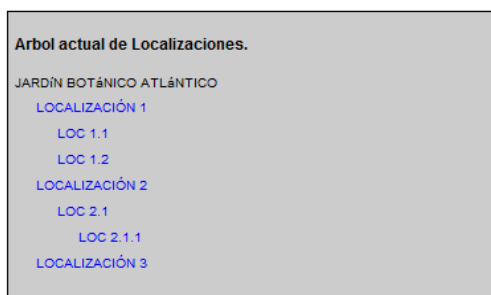 Arbol actual de Localizaciones.
JARDíN BOTáNICO ATLáNTICO
LOCALIZACIÓN 1
LOC 1.1
LOC 1.2
LOCALIZACIÓN 2
LOC 2.1
LOC 2.1.1
LOCALIZACIÓN 3